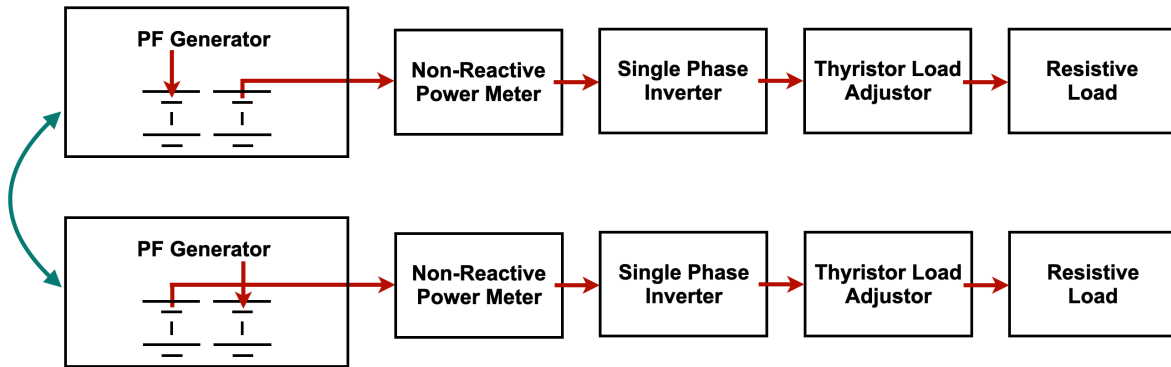 PF Generator
Non-Reactive
Power Meter
Single Phase
Inverter
Thyristor Load
Adjustor
Resistive
Load
PF Generator
Non-Reactive
Power Meter
Single Phase
Inverter
Thyristor Load
Adjustor
Resistive
Load